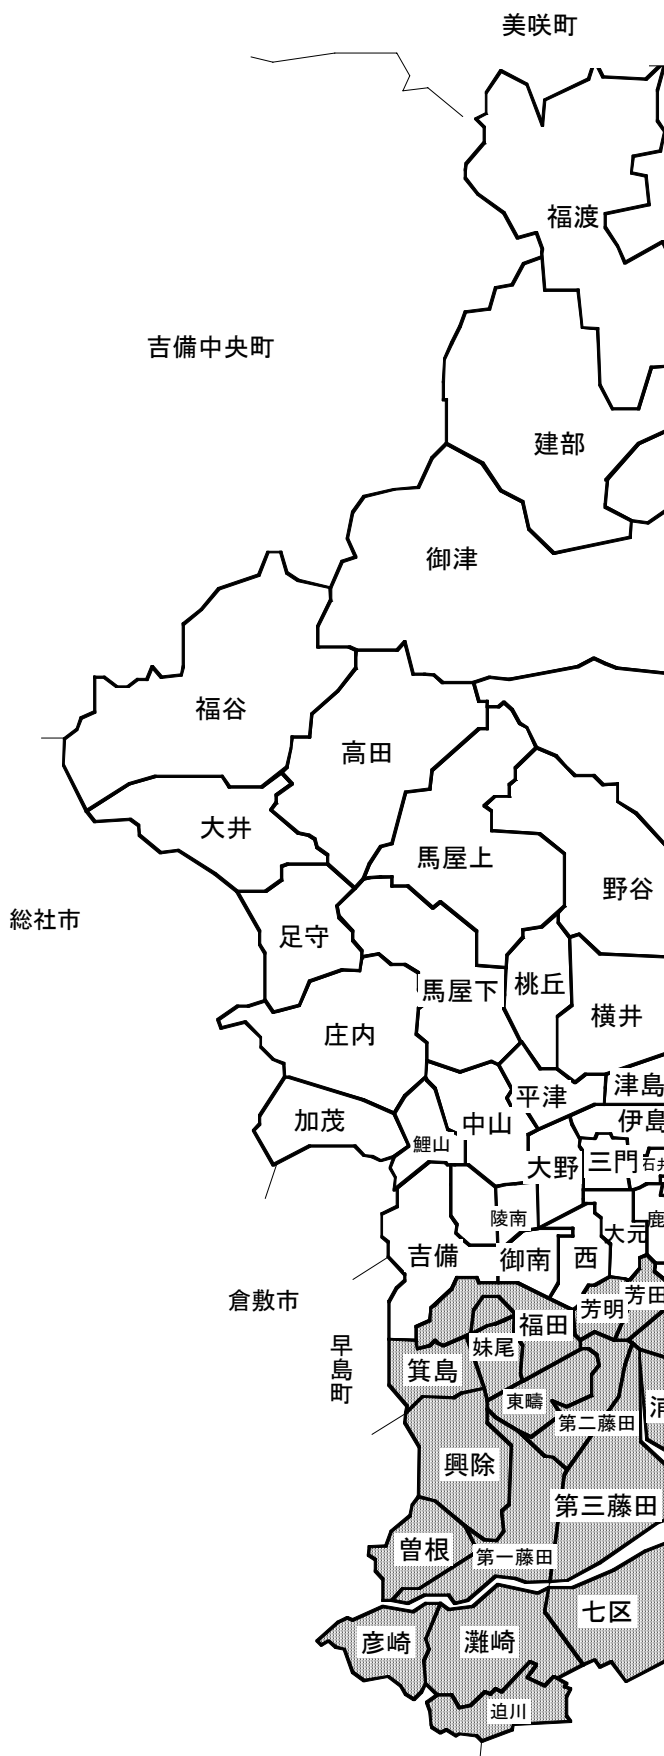 美咲町
福渡
吉備中央町
建部
御津
福谷
高田
大井
馬屋上
野谷
総社市
足守
桃丘
馬屋下
横井
庄内
津島
平津
加茂
中山
伊島
鯉山
大野
三門
石井
陵南
鹿
大元
吉備
御南
西
倉敷市
芳田
芳明
福田
早島町
妹尾
箕島
東疇
第二藤田
興除
第三藤田
曽根
第一藤田
七区
彦崎
灘崎
迫川